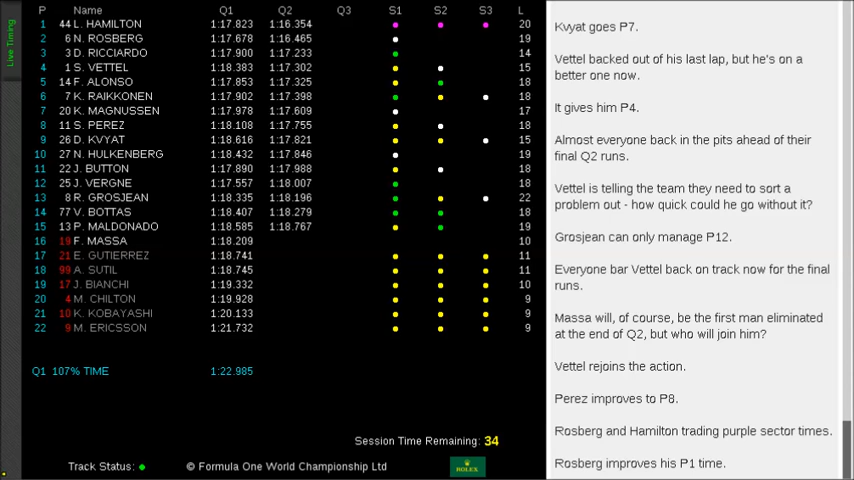 Live Timing
P Name Q1 Q2 Q3 S1 S2 S3 L
1 44 L. HAMILTON 1:17.823 1:16.354 20
2 6 N. ROSBERG 1:17.678 1:16.465 19
3 3 D. RICCIARDO 1:17.900 1:17.233 14
4 1 S. VETTEL 1:18.383 1:17.302 15
5 14 F. ALONSO 1:17.853 1:17.325 18
6 7 K. RAIKKONEN 1:17.902 1:17.398 18
7 20 K. MAGNUSSEN 1:17.978 1:17.609 17
8 11 S. PEREZ 1:18.108 1:17.755 18
9 26 D. KVYAT 1:18.616 1:17.821 15
10 27 N. HULKENBERG 1:18.432 1:17.846 19
11 22 J. BUTTON 1:17.890 1:17.988 18
12 25 J. VERGNE 1:17.557 1:18.007 18
13 8 R. GROSJEAN 1:18.335 1:18.196 22
14 77 V. BOTTAS 1:18.407 1:18.279 18
15 13 P. MALDONADO 1:18.585 1:18.767 19
16 19 F. MASSA 1:18.209 10
17 21 E. GUTIERREZ 1:18.741 11
18 99 A. SUTIL 1:18.745 11
19 17 J. BIANCHI 1:19.332 10
20 4 M. CHILTON 1:19.928 9
21 10 K. KOBAYASHI 1:20.133 9
22 9 M. ERICSSON 1:21.732 9
Q1 107% TIME 1:22.985
Session Time Remaining: 34
Track Status: © Formula One World Championship Ltd
ROLEX
Kvyat goes P7.
Vettel backed out of his last lap, but he's on a
better one now.
It gives him P4.
Almost everyone back in the pits ahead of their
final Q2 runs.
Vettel is telling the team they need to sort a
problem out - how quick could he go without it?
Grosjean can only manage P12.
Everyone bar Vettel back on track now for the final
runs.
Massa will, of course, be the first man eliminated
at the end of Q2, but who will join him?
Vettel rejoins the action.
Perez improves to P8.
Rosberg and Hamilton trading purple sector times.
Rosberg improves his P1 time.